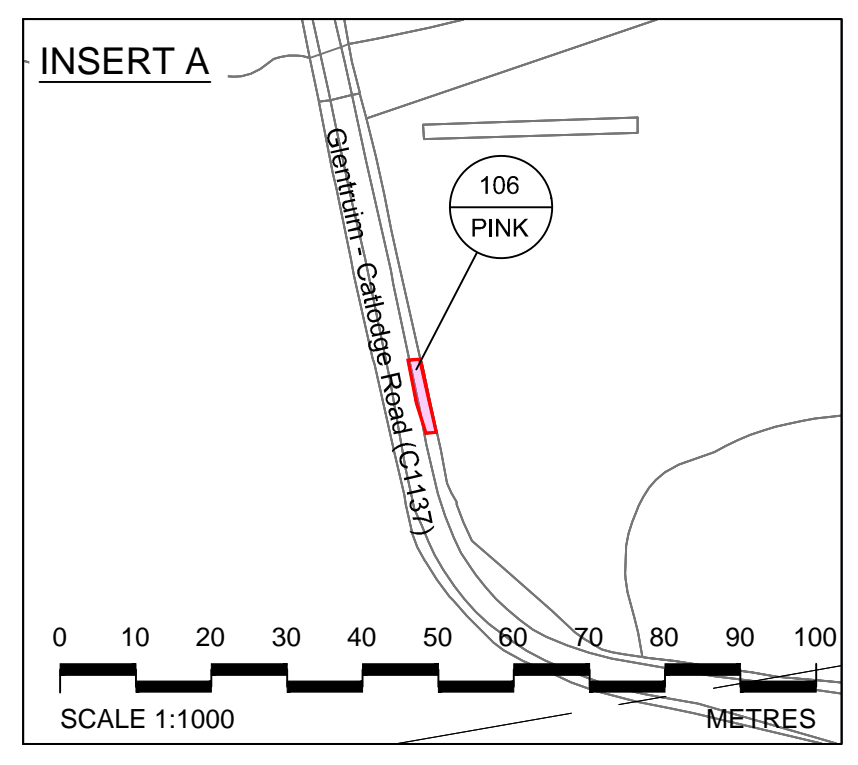 INSERT A
Glentruim - Catlodge Road (C1137)
106
PINK
0 10 20 30 40 50 60 70 80 90 100
SCALE 1:1000 METRES